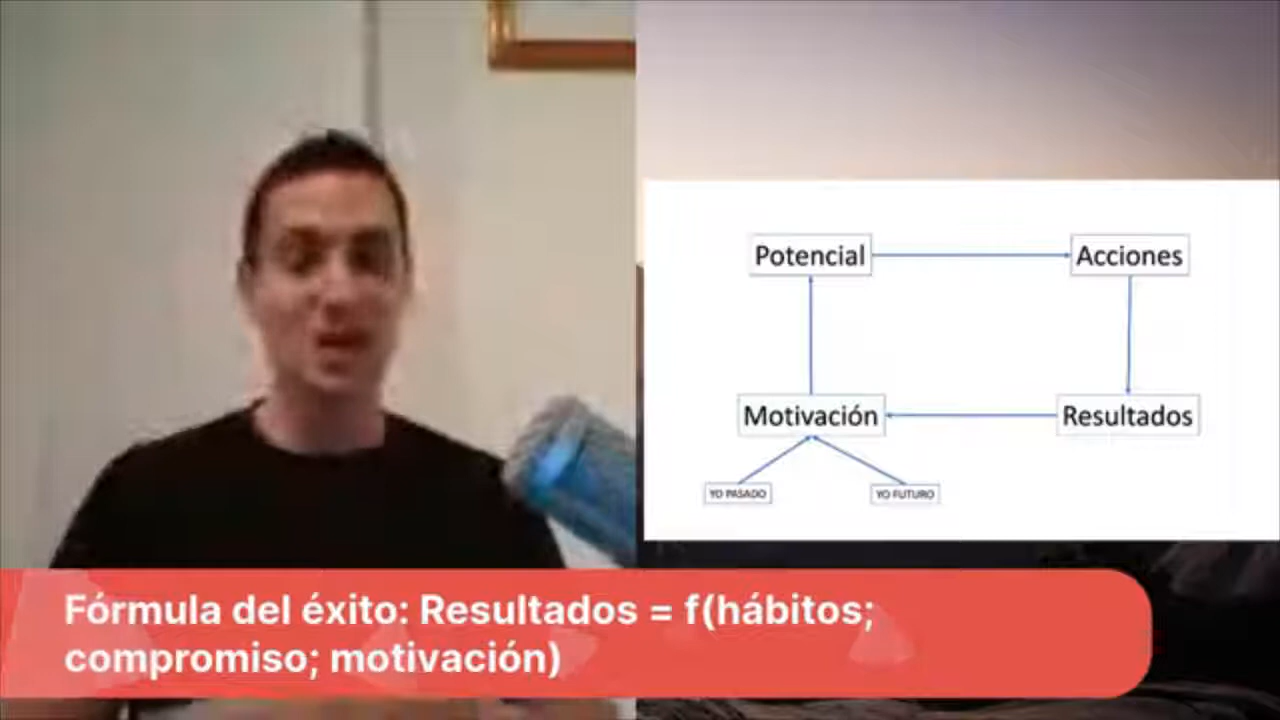 Potencial
Acciones
Motivación
Resultados
YO PASADO
YO FUTURO
Fórmula del éxito: Resultados = f(hábitos;
compromiso; motivación)